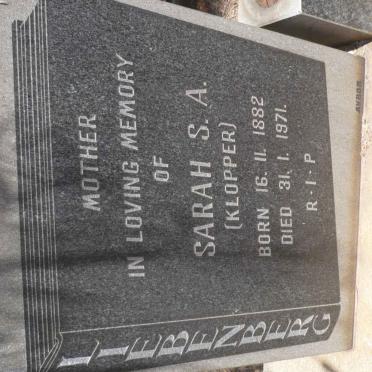 MOTHER
IN LOVING MEMORY
OF
SARAH S. A.
(KLOPPER)
BORN 16. 11. 1882
DIED 31. 1. 1971.
R · I · P
LIEBENBERG